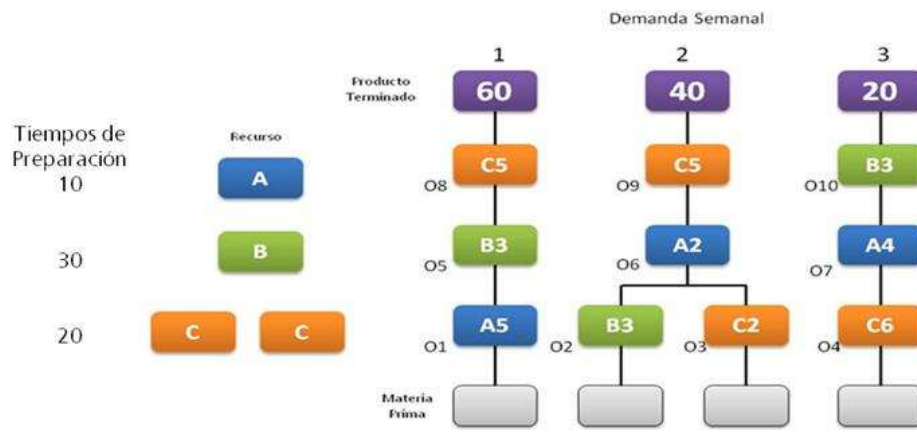 Demanda Semanal
1 2 3
Producto Terminado 60 40 20
Tiempos de Preparación
Recurso
10 A
O8 C5 O9 C5 O10 B3
30 B
O5 B3 O6 A2 O7 A4
20 C C
O1 A5 O2 B3 O3 C2 O4 C6
Materia Prima